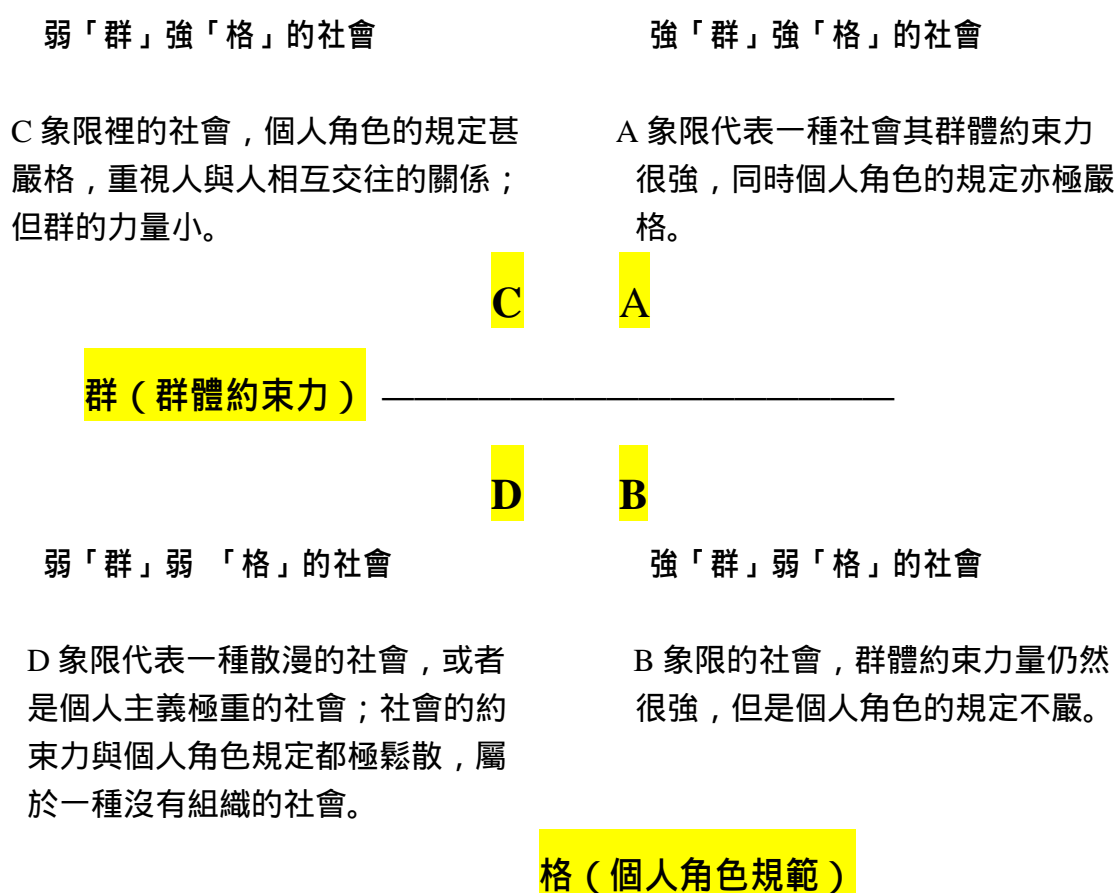 弱「群」強「格」的社會
強「群」強「格」的社會
C 象限裡的社會，個人角色的規定甚
嚴格，重視人與人相互交往的關係；
但群的力量小。
A 象限代表一種社會其群體約束力
很強，同時個人角色的規定亦極嚴
格。
C
A
群（群體約束力）
D
B
弱「群」弱 「格」的社會
強「群」弱「格」的社會
D 象限代表一種散漫的社會，或者
是個人主義極重的社會；社會的約
束力與個人角色規定都極鬆散，屬
於一種沒有組織的社會。
B 象限的社會，群體約束力量仍然
很強，但是個人角色的規定不嚴。
格（個人角色規範）